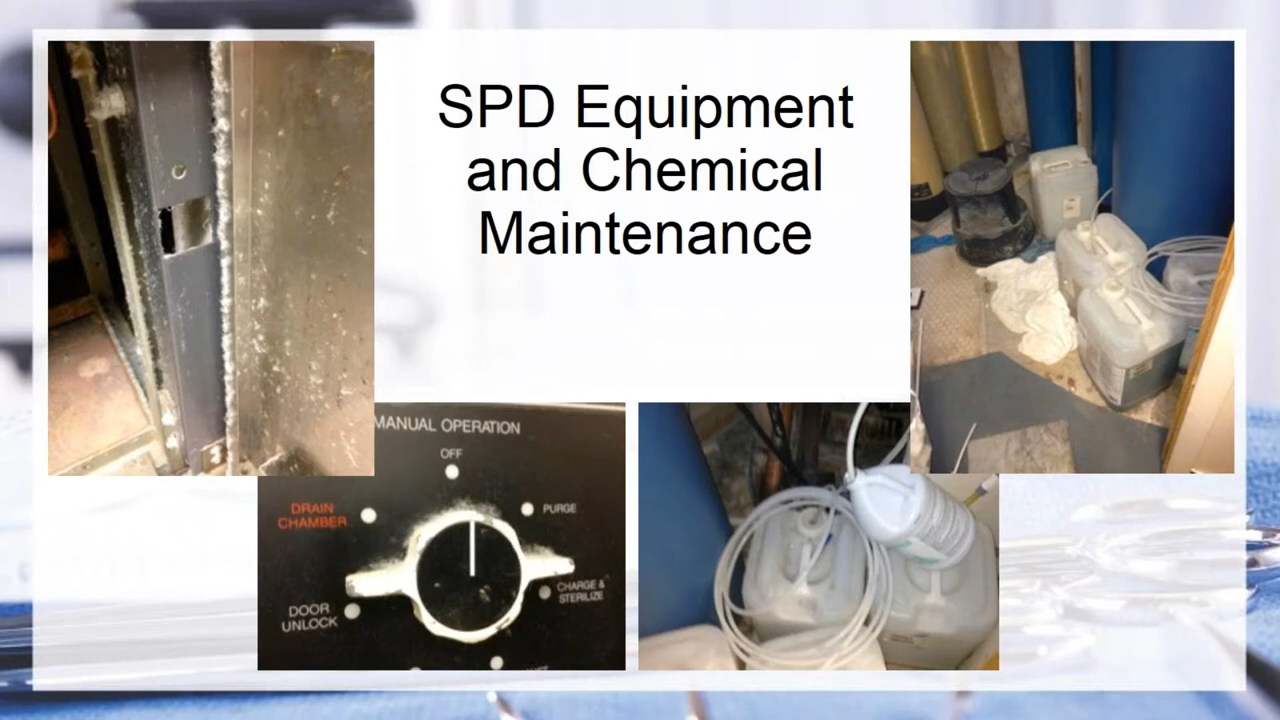 SPD Equipment
and Chemical
Maintenance
MANUAL OPERATION
OFF
DRAIN
CHAMBER
PURGE
CHARGE &
STERILIZE
DOOR
UNLOCK